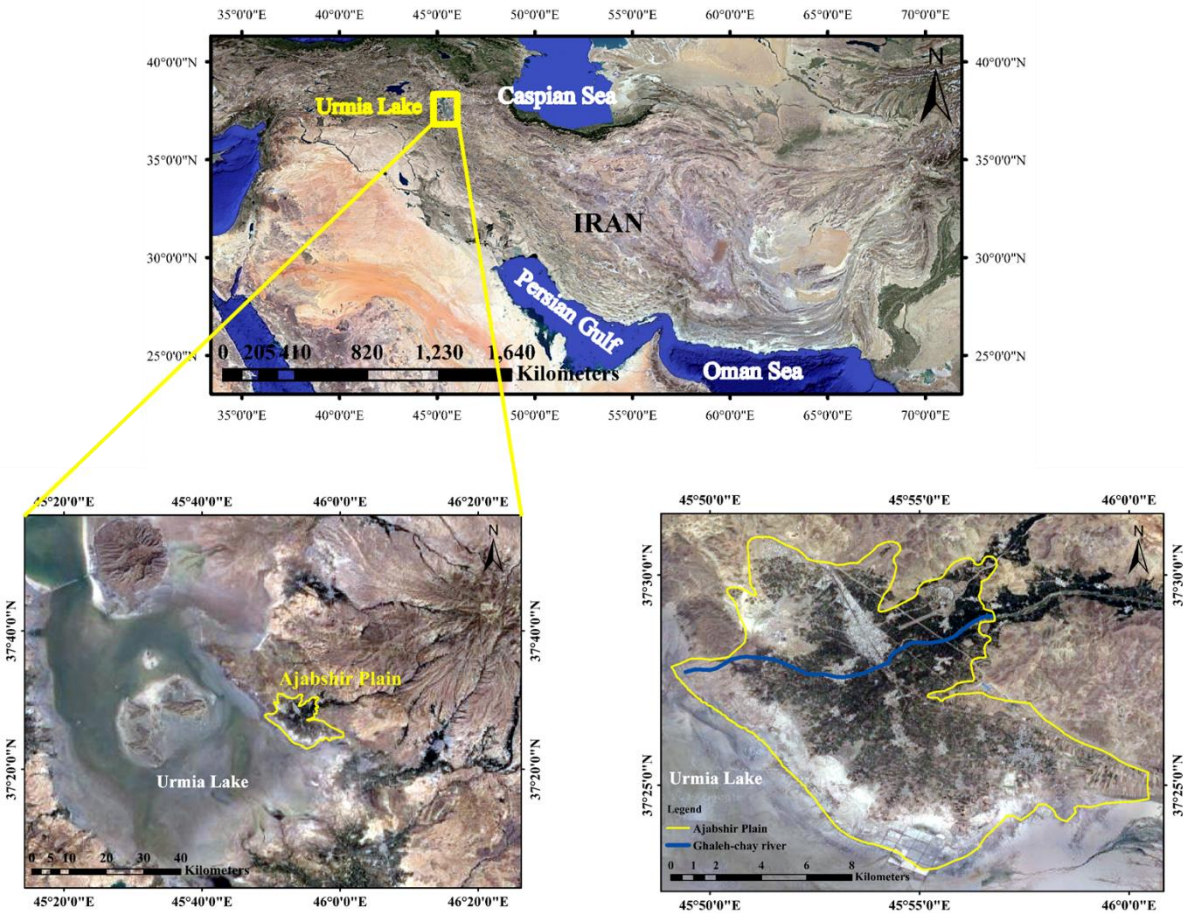 35°0'0"E 40°0'0"E 45°0'0"E 50°0'0"E 55°0'0"E 60°0'0"E 65°0'0"E 70°0'0"E
40°0'0"N
40°0'0"N
N
Caspian Sea
Urmia Lake
35°0'0"N
35°0'0"N
IRAN
30°0'0"N
30°0'0"N
Persian Gulf
25°0'0"N
25°0'0"N
0 205 410 820 1,230 1,640
Kilometers
Oman Sea
35°0'0"E 40°0'0"E 45°0'0"E 50°0'0"E 55°0'0"E 60°0'0"E 65°0'0"E 70°0'0"E
45°20'0"E 45°40'0"E 46°0'0"E 46°20'0"E
N
37°40'0"N
37°40'0"N
Ajabshir Plain
Urmia Lake
37°20'0"N
37°20'0"N
0 5 10 20 30 40
Kilometers
45°20'0"E 45°40'0"E 46°0'0"E 46°20'0"E
45°50'0"E 45°55'0"E 46°0'0"E
N
37°30'0"N
37°30'0"N
37°25'0"N
37°25'0"N
Urmia Lake
Legend
Ajabshir Plain
Ghaleh-chay river
0 1 2 4 6 8
Kilometers
45°50'0"E 45°55'0"E 46°0'0"E